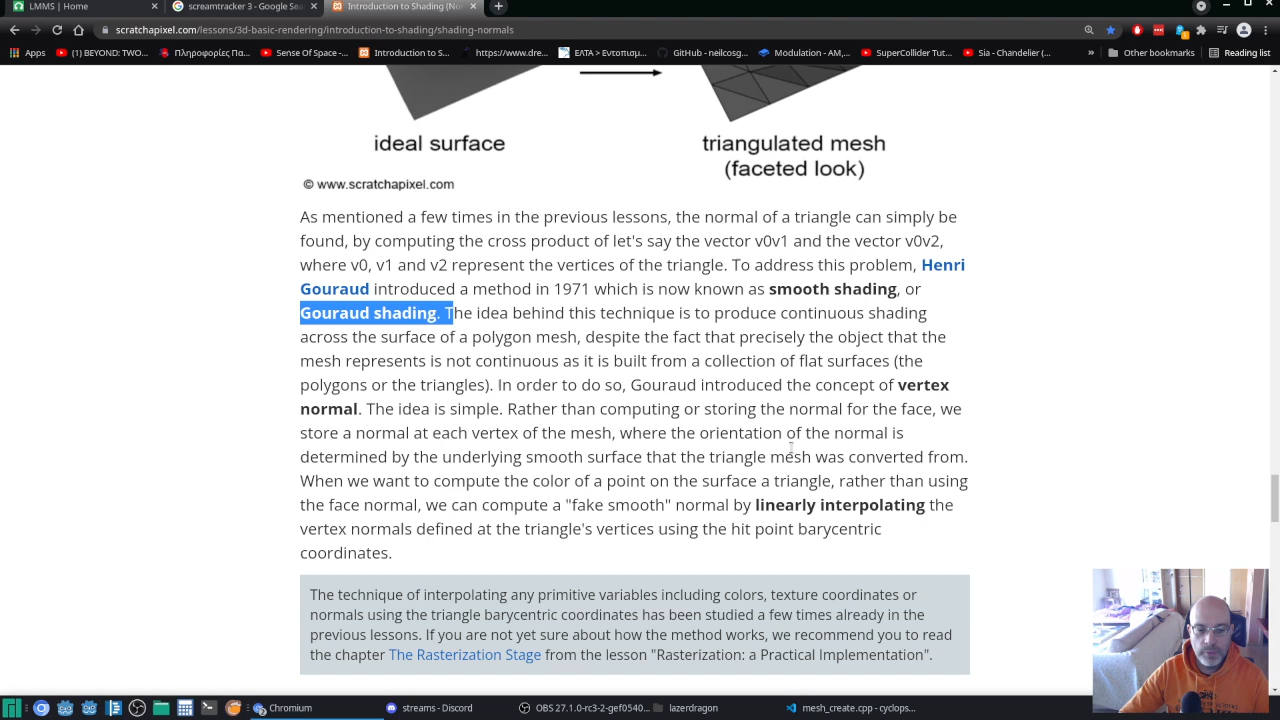 LMMS | Home
screamtracker 3 - Google Sea
Introduction to Shading (No
scratchapixel.com/lessons/3d-basic-rendering/introduction-to-shading/shading-normals
Apps
(1) BEYOND: TWO...
Πληροφορίες Πα...
Sense Of Space -...
Introduction to S...
https://www.dre...
ΕΛΤΑ > Εντοπισμ...
GitHub - neilcosg...
Modulation - AM,...
SuperCollider Tut...
Sia - Chandelier (...
»
Other bookmarks
Reading list
ideal surface
triangulated mesh
(faceted look)
© www.scratchapixel.com
As mentioned a few times in the previous lessons, the normal of a triangle can simply be
found, by computing the cross product of let's say the vector v0v1 and the vector v0v2,
where v0, v1 and v2 represent the vertices of the triangle. To address this problem, Henri
Gouraud introduced a method in 1971 which is now known as smooth shading, or
Gouraud shading. The idea behind this technique is to produce continuous shading
across the surface of a polygon mesh, despite the fact that precisely the object that the
mesh represents is not continuous as it is built from a collection of flat surfaces (the
polygons or the triangles). In order to do so, Gouraud introduced the concept of vertex
normal. The idea is simple. Rather than computing or storing the normal for the face, we
store a normal at each vertex of the mesh, where the orientation of the normal is
determined by the underlying smooth surface that the triangle mesh was converted from.
When we want to compute the color of a point on the surface a triangle, rather than using
the face normal, we can compute a "fake smooth" normal by linearly interpolating the
vertex normals defined at the triangle's vertices using the hit point barycentric
coordinates.
The technique of interpolating any primitive variables including colors, texture coordinates or
normals using the triangle barycentric coordinates has been studied a few times already in the
previous lessons. If you are not yet sure about how the method works, we recommend you to read
the chapter The Rasterization Stage from the lesson "Rasterization: a Practical Implementation".
Chromium
streams - Discord
OBS 27.1.0-rc3-2-gef0540...
lazerdragon
mesh_create.cpp - cyclops...